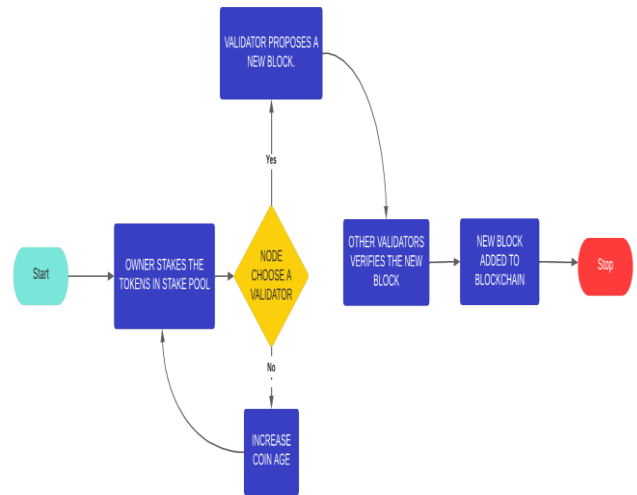 VALIDATOR PROPOSES A
NEW BLOCK.
Yes
Start
OWNER STAKES THE
TOKENS IN STAKE POOL
NODE
CHOOSE A
VALIDATOR
OTHER VALIDATORS
VERIFIES THE NEW
BLOCK
NEW BLOCK
ADDED TO
BLOCKCHAIN
Stop
No
INCREASE
COIN AGE